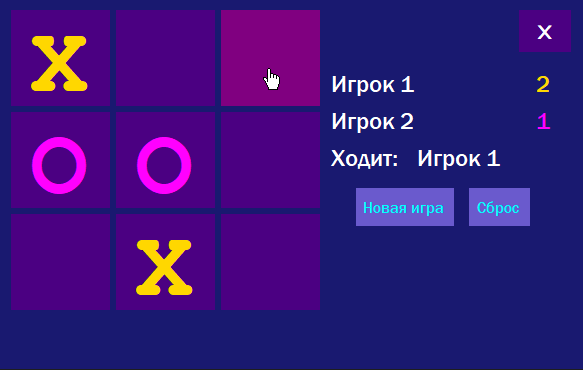 x
x
Игрок 1 2
Игрок 2 1
O O
Ходит: Игрок 1
Новая игра Сброс
x